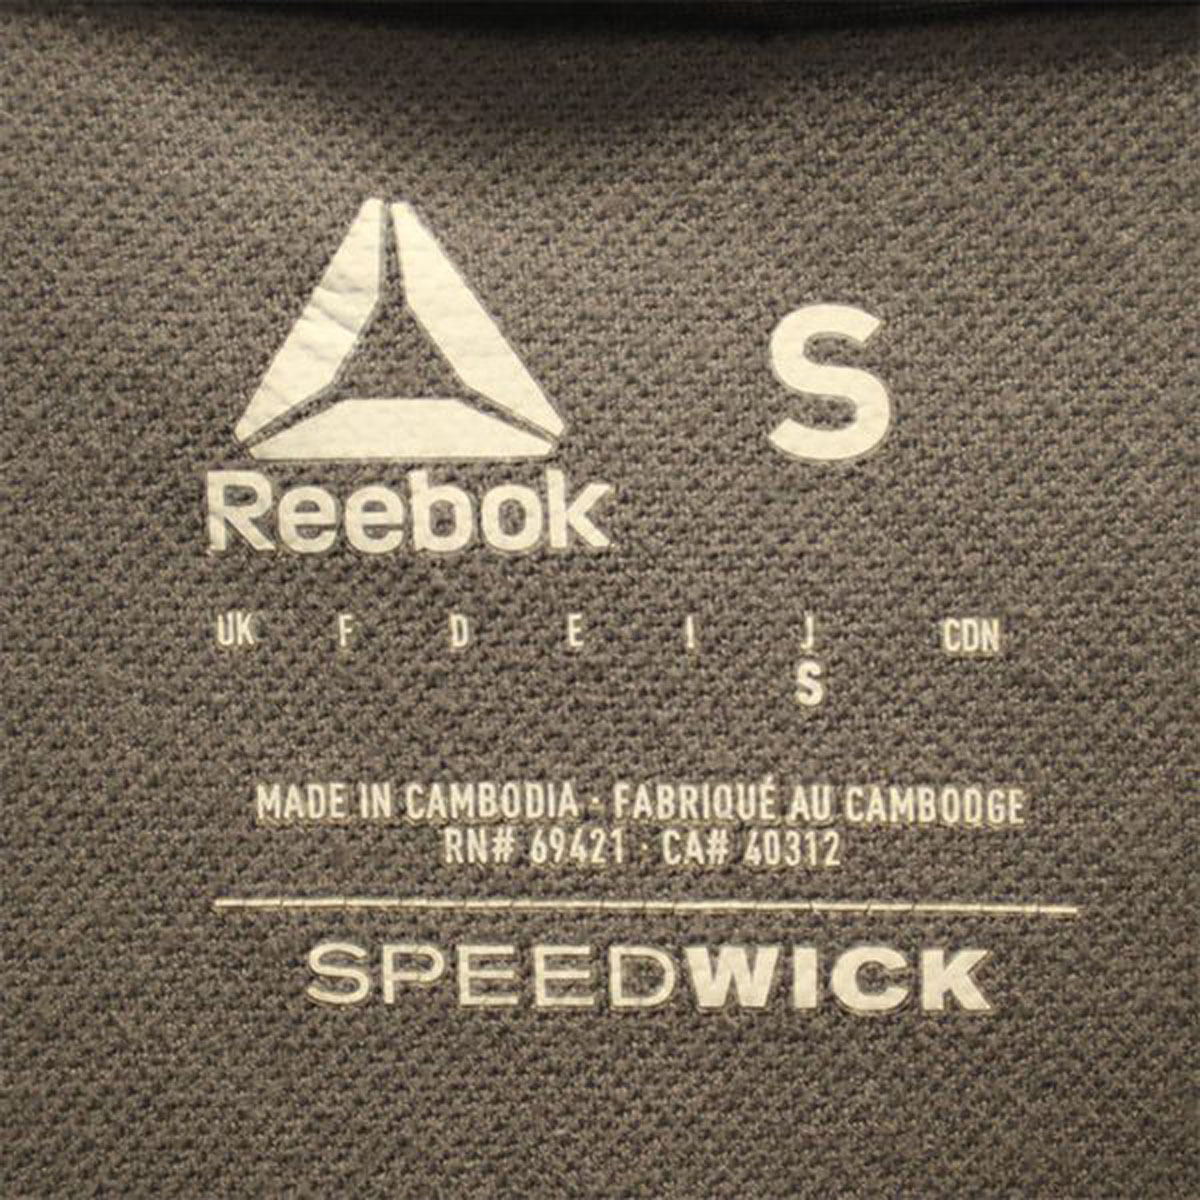 S
Reebok
UK F D E I J CDN
S
MADE IN CAMBODIA · FABRIQUÉ AU CAMBODGE
RN# 69421 · CA# 40312
SPEEDWICK